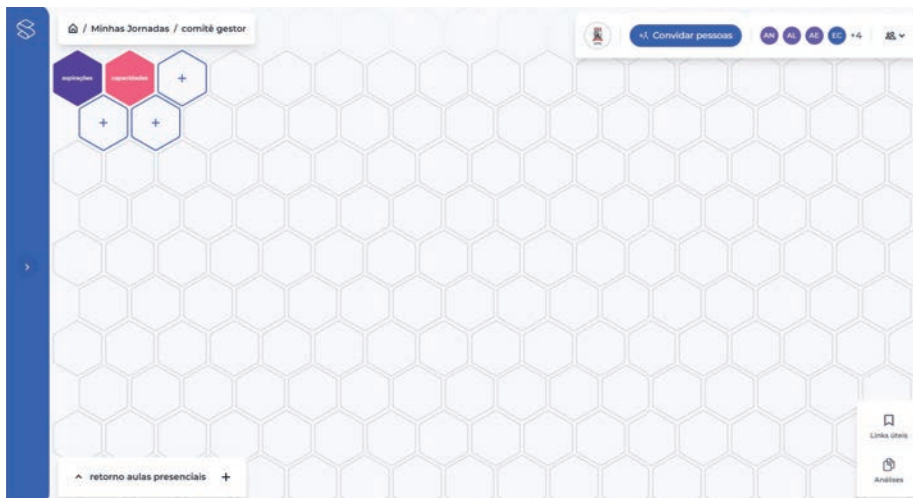 / Minhas Jornadas / comitê gestor
Convidar pessoas
AN AL AE EC +4
aspirações
capacidades
+
+ +
Links úteis
Análises
retorno aulas presenciais +